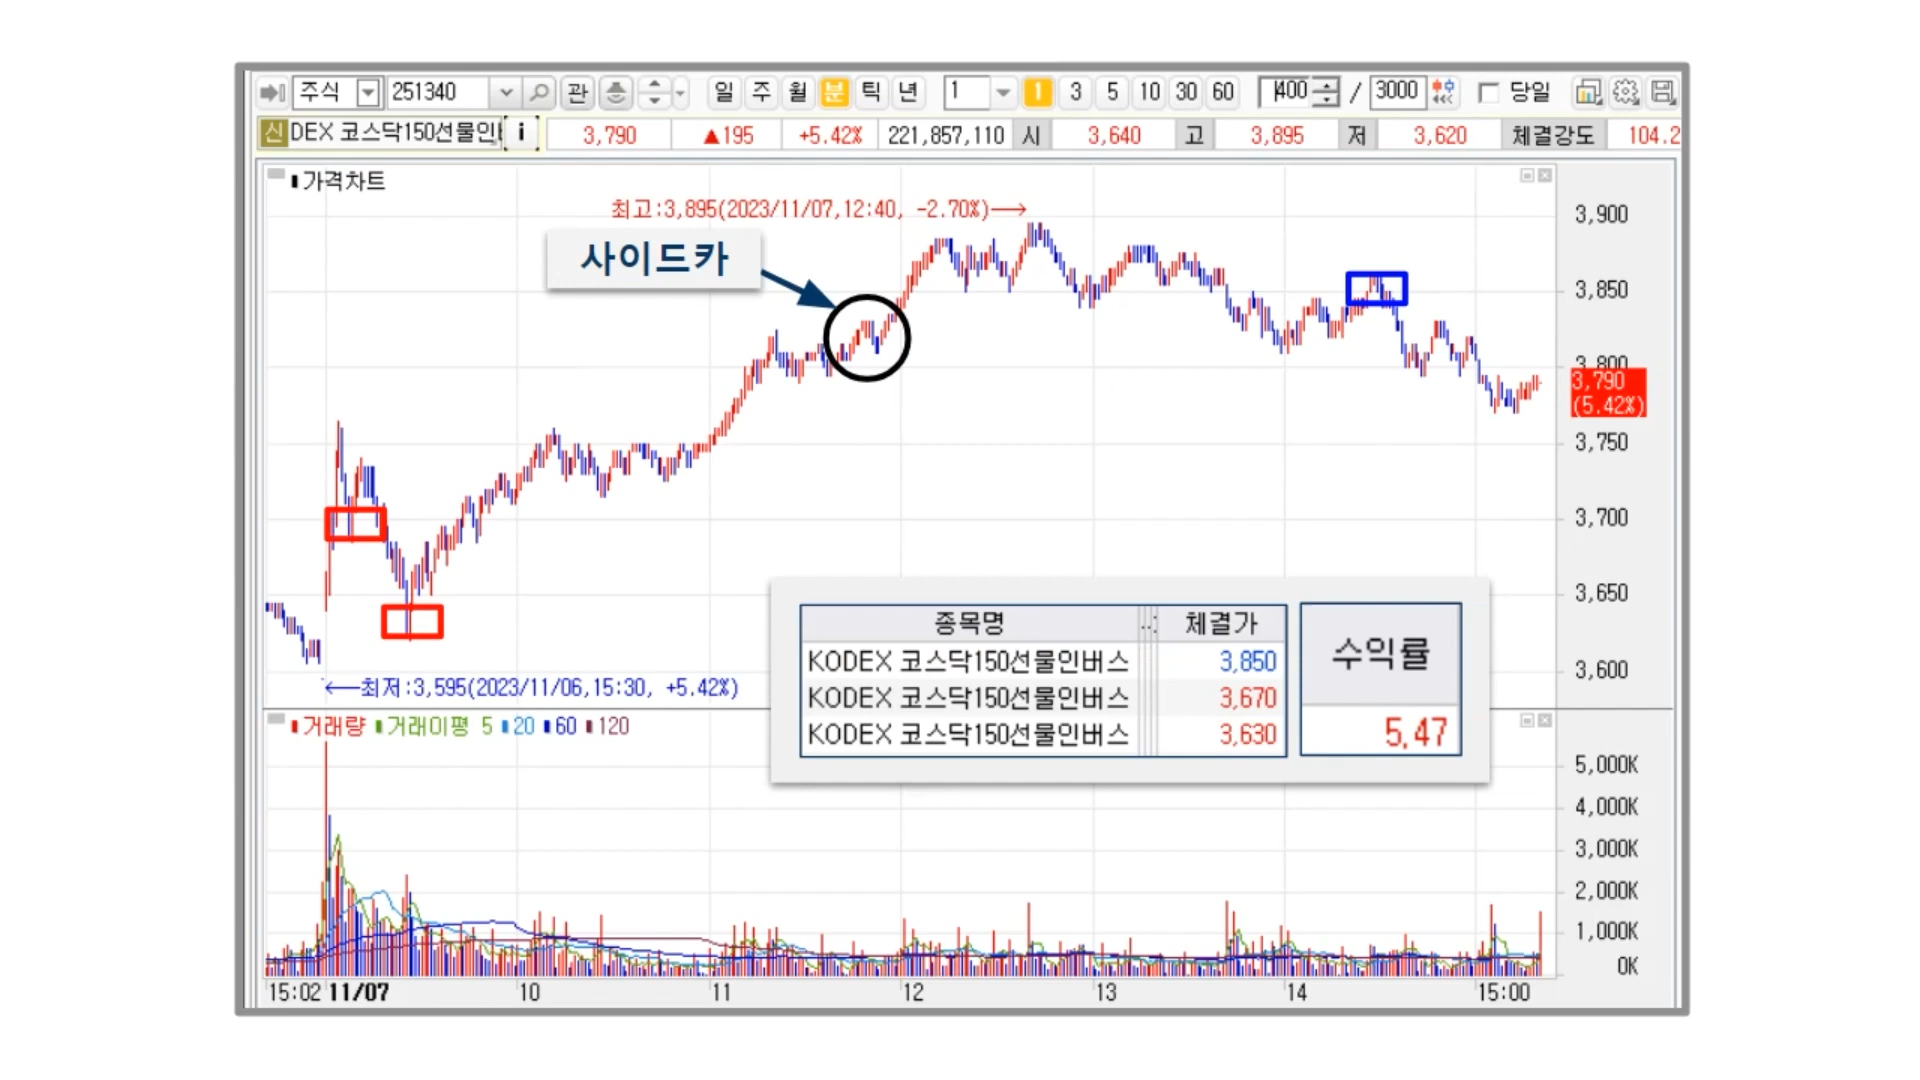 주식 251340 관 일 주 월 분 틱 년 1 1 3 5 10 30 60 400 / 3000 당일
신 DEX 코스닥150선물인 i 3,790 ▲195 +5.42% 221,857,110 시 3,640 고 3,895 저 3,620 체결강도 104.2
가격차트
최고:3,895(2023/11/07,12:40, -2.70%)→
사이드카
3,900
3,850
3,800
3,790
(5.42%)
3,750
3,700
3,650
3,600
←최저:3,595(2023/11/06,15:30, +5.42%)
종목명 체결가
KODEX 코스닥150선물인버스 3,850
KODEX 코스닥150선물인버스 3,670
KODEX 코스닥150선물인버스 3,630
수익률
5,47
거래량 거래이평 5 20 60 120
5,000K
4,000K
3,000K
2,000K
1,000K
0K
15:02 11/07 10 11 12 13 14 15:00